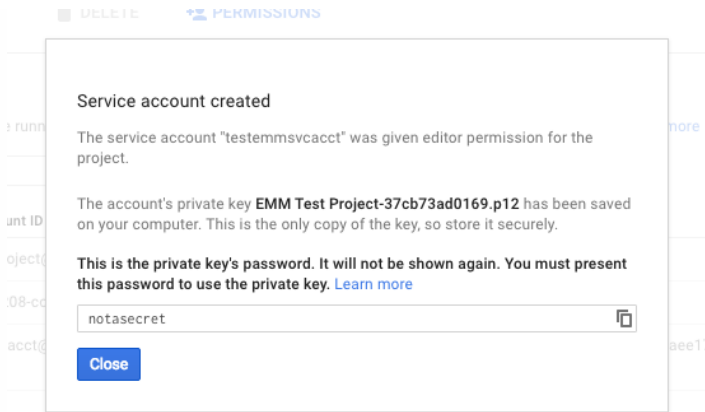 DELETE PERMISSIONS
Service account created
The service account "testemmsvcacct" was given editor permission for the
project.
more
The account's private key EMM Test Project-37cb73ad0169.p12 has been saved
on your computer. This is the only copy of the key, so store it securely.
unt ID
This is the private key's password. It will not be shown again. You must present
this password to use the private key. Learn more
notasecret
Close